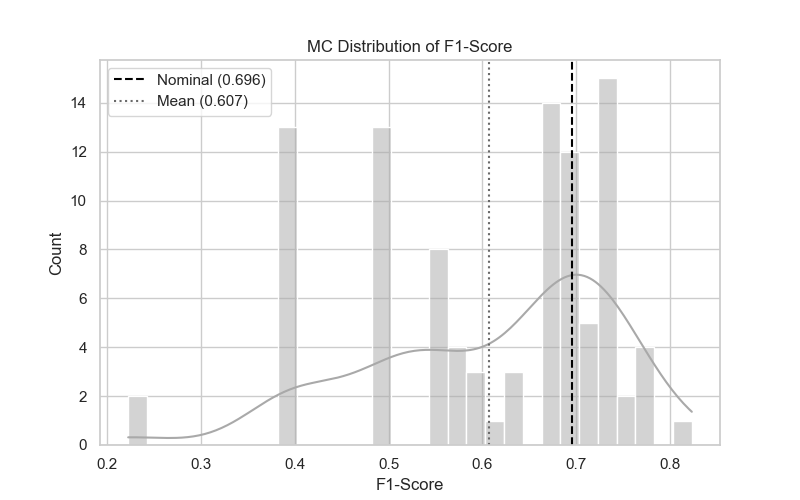 MC Distribution of F1-Score
Nominal (0.696)
Mean (0.607)
14
12
10
8
6
4
2
0
Count
0.2 0.3 0.4 0.5 0.6 0.7 0.8
F1-Score